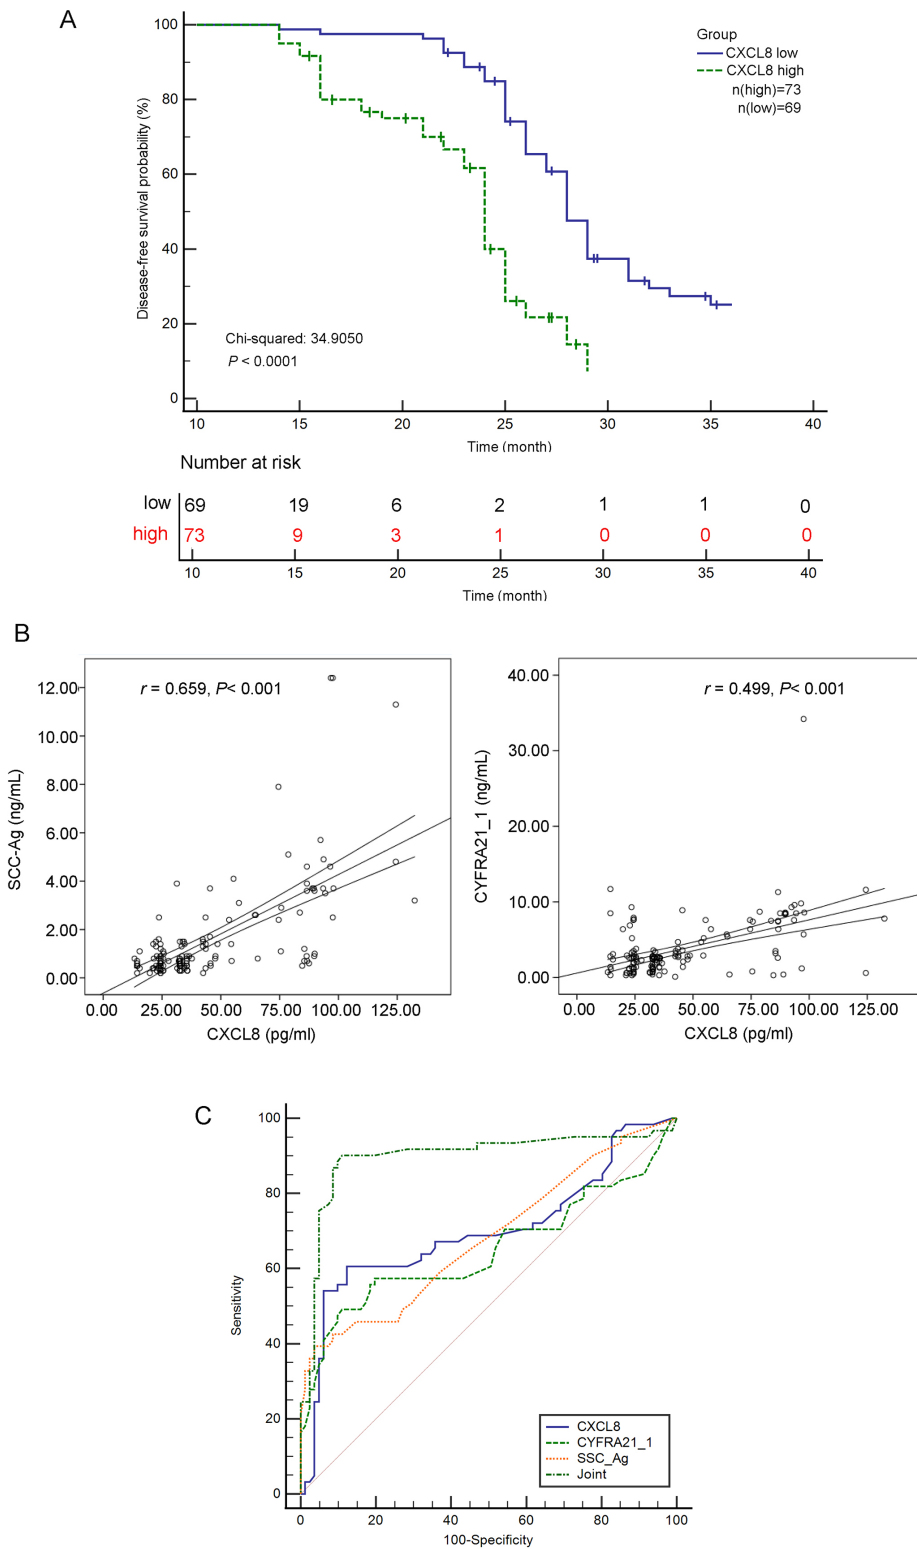 A
Group
CXCL8 low
CXCL8 high
n(high)=73
n(low)=69
Disease-free survival probability (%)
100
80
60
40
20
0
Chi-squared: 34.9050
P < 0.0001
10 15 20 25 30 35 40
Time (month)
Number at risk
low 69 19 6 2 1 1 0
high 73 9 3 1 0 0 0
10 15 20 25 30 35 40
Time (month)
B
SCC-Ag (ng/mL)
r = 0.659, P< 0.001
12.00
10.00
8.00
6.00
4.00
2.00
0.00
0.00 25.00 50.00 75.00 100.00 125.00
CXCL8 (pg/ml)
CYFRA21_1 (ng/mL)
r = 0.499, P< 0.001
40.00
30.00
20.00
10.00
0.00
0.00 25.00 50.00 75.00 100.00 125.00
CXCL8 (pg/ml)
C
Sensitivity
100
80
60
40
20
0
CXCL8
CYFRA21_1
SSC_Ag
Joint
0 20 40 60 80 100
100-Specificity